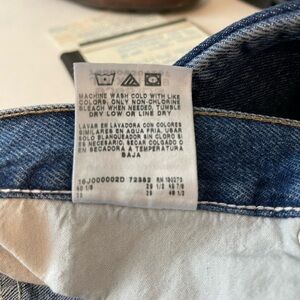 MACHINE WASH COLD WITH LIKE
COLORS, ONLY NON-CHLORINE
BLEACH WHEN NEEDED, TUMBLE
DRY LOW OR LINE DRY
LAVAR EN LAVADORA CON COLORES
SIMILARES EN AGUA FRIA, USAR
SOLO BLANQUEADOR SIN CLORO SI
ES NECESARIO, SECAR COLGADO O
EN SECADORA A TEMPERATURA
BAJA
72382 RN